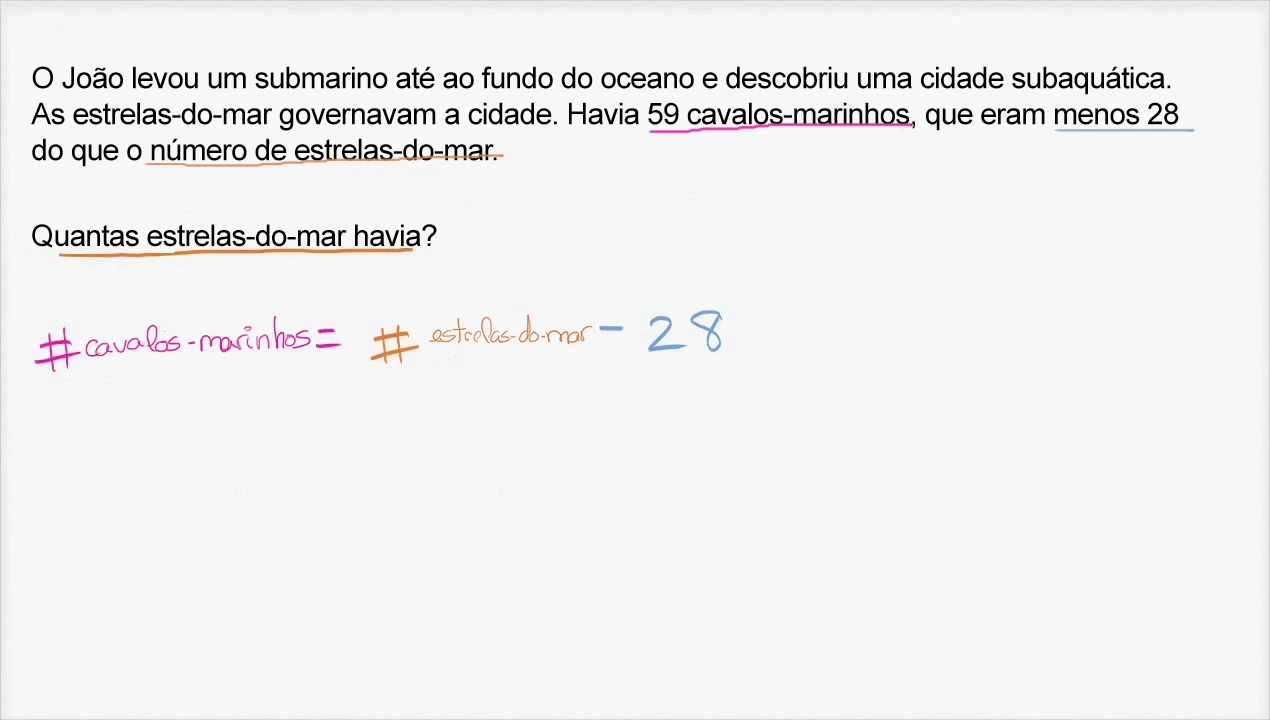 O João levou um submarino até ao fundo do oceano e descobriu uma cidade subaquática.
As estrelas-do-mar governavam a cidade. Havia 59 cavalos-marinhos, que eram menos 28
do que o número de estrelas-do-mar.
Quantas estrelas-do-mar havia?
# cavalos-marinhos = # estrelas-do-mar - 28